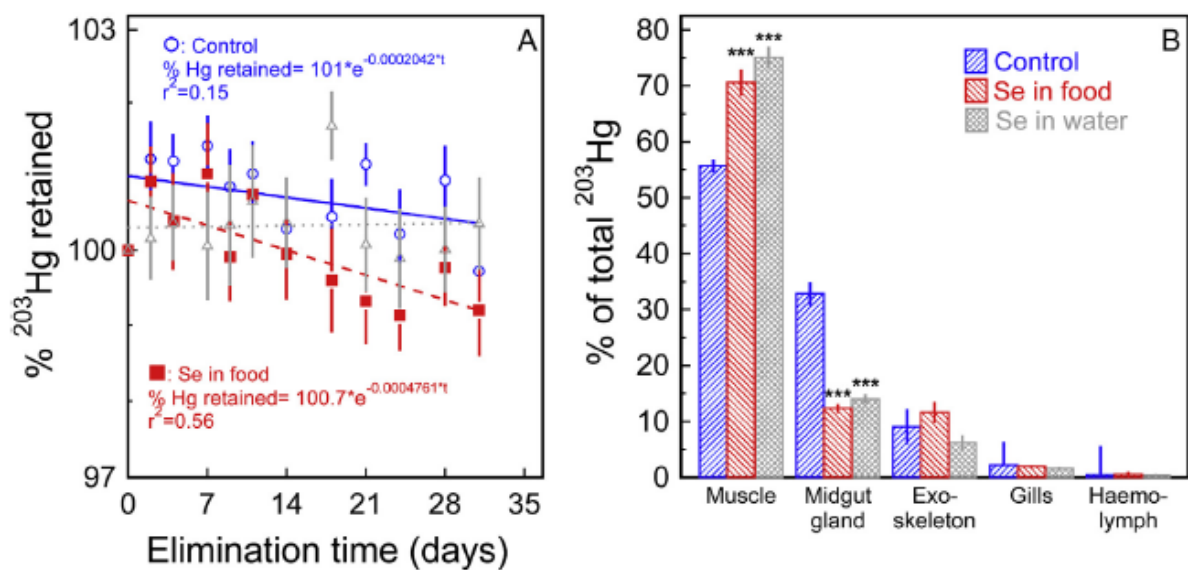 103
A
○: Control
% Hg retained= 101*e^-0.0002042*t
r²=0.15
% ²⁰³Hg retained
100
■: Se in food
% Hg retained= 100.7*e^-0.0004761*t
r²=0.56
97
0 7 14 21 28 35
Elimination time (days)
B
80
70
60
50
40
30
20
10
0
% of total ²⁰³Hg
*** ***
Control
Se in food
Se in water
*** ***
Muscle Midgut gland Exo-skeleton Gills Haemo-lymph